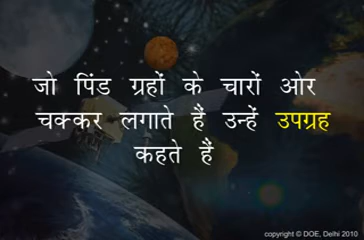 जो पिंड ग्रहों के चारों ओर
चक्कर लगाते हैं उन्हें उपग्रह
कहते हैं
copyright © DOE, Delhi 2010